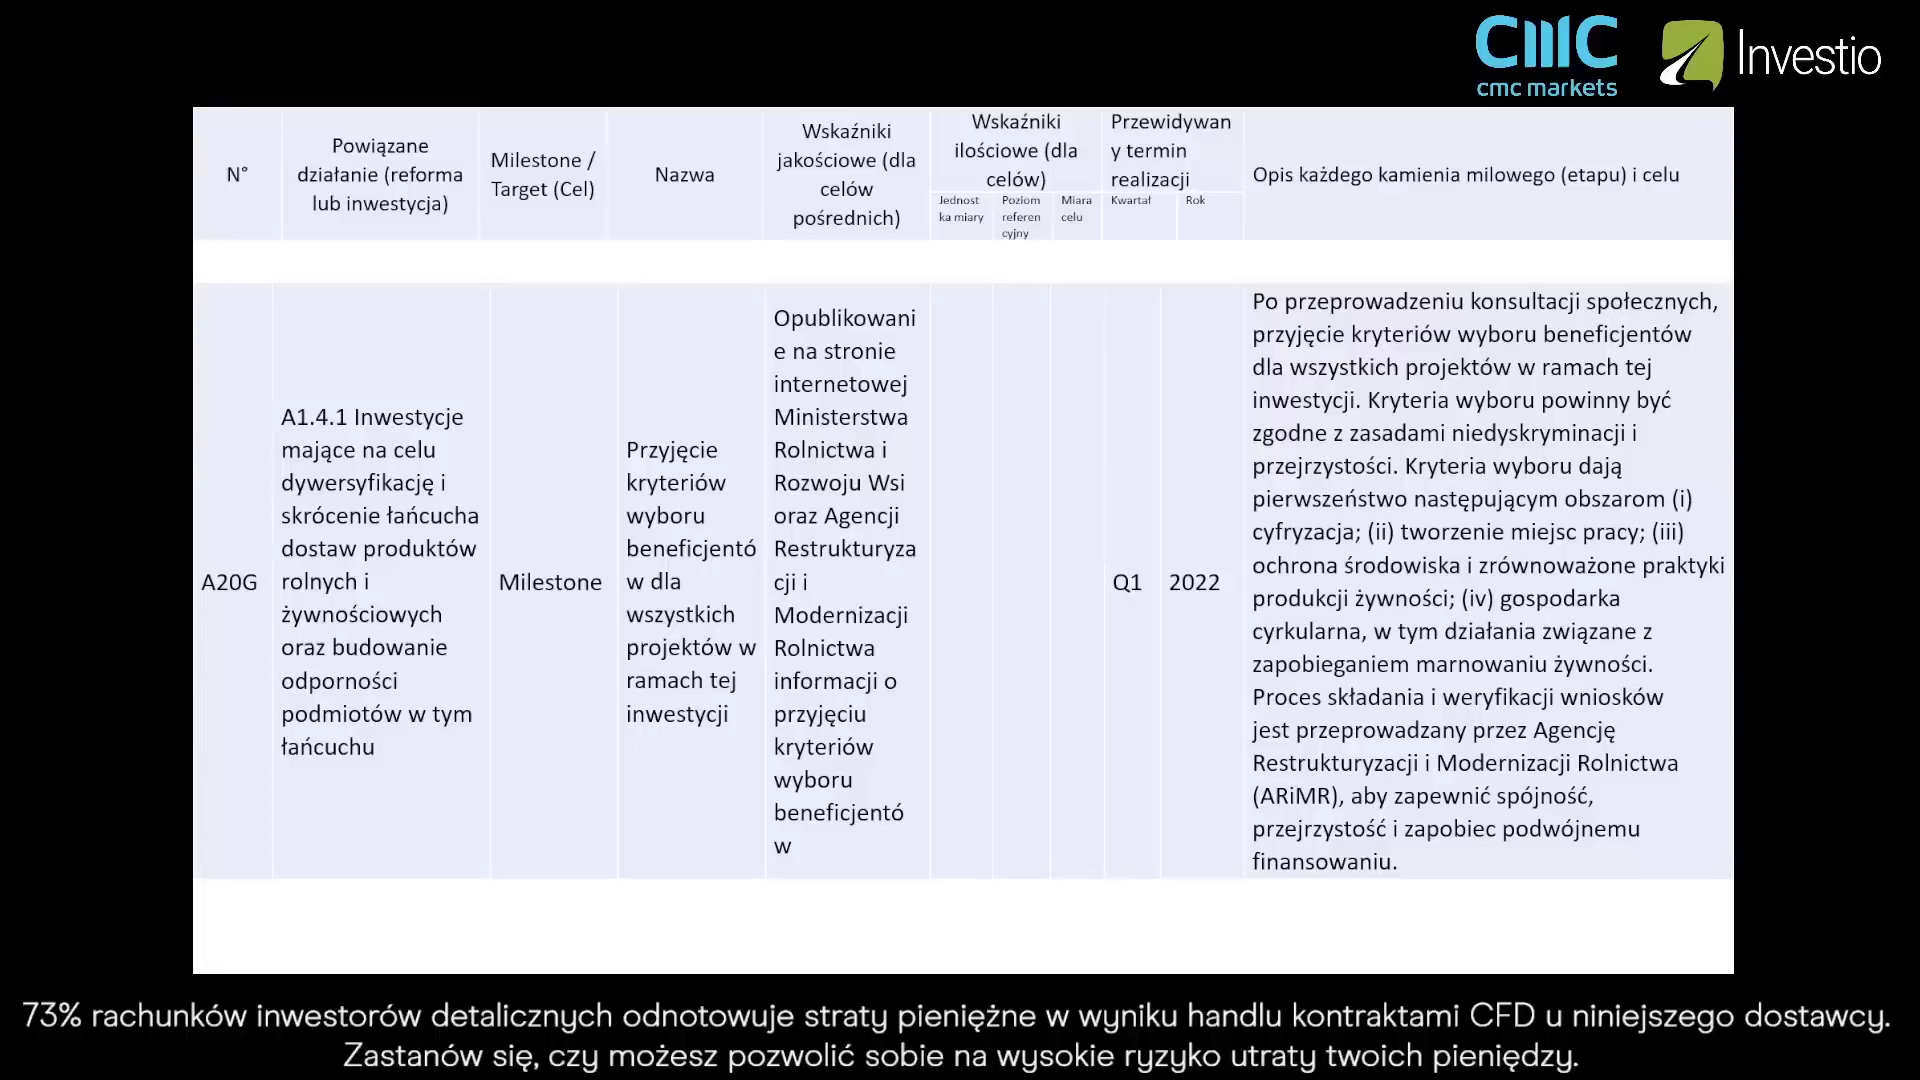 CMC
cmc markets
Investio
N°
Powiązane
działanie (reforma
lub inwestycja)
Milestone /
Target (Cel)
Nazwa
Wskaźniki
jakościowe (dla
celów
pośrednich)
Wskaźniki
ilościowe (dla
celów)
Jednost
ka miary
Poziom
referen
cyjny
Miara
celu
Przewidywan
y termin
realizacji
Kwartał
Rok
Opis każdego kamienia milowego (etapu) i celu
A20G
A1.4.1 Inwestycje
mające na celu
dywersyfikację i
skrócenie łańcucha
dostaw produktów
rolnych i
żywnościowych
oraz budowanie
odporności
podmiotów w tym
łańcuchu
Milestone
Przyjęcie
kryteriów
wyboru
beneficjentó
w dla
wszystkich
projektów w
ramach tej
inwestycji
Opublikowani
e na stronie
internetowej
Ministerstwa
Rolnictwa i
Rozwoju Wsi
oraz Agencji
Restrukturyza
cji i
Modernizacji
Rolnictwa
informacji o
przyjęciu
kryteriów
wyboru
beneficjentó
w
Q1
2022
Po przeprowadzeniu konsultacji społecznych,
przyjęcie kryteriów wyboru beneficjentów
dla wszystkich projektów w ramach tej
inwestycji. Kryteria wyboru powinny być
zgodne z zasadami niedyskryminacji i
przejrzystości. Kryteria wyboru dają
pierwszeństwo następującym obszarom (i)
cyfryzacja; (ii) tworzenie miejsc pracy; (iii)
ochrona środowiska i zrównoważone praktyki
produkcji żywności; (iv) gospodarka
cyrkularna, w tym działania związane z
zapobieganiem marnowaniu żywności.
Proces składania i weryfikacji wniosków
jest przeprowadzany przez Agencję
Restrukturyzacji i Modernizacji Rolnictwa
(ARiMR), aby zapewnić spójność,
przejrzystość i zapobiec podwójnemu
finansowaniu.
73% rachunków inwestorów detalicznych odnotowuje straty pieniężne w wyniku handlu kontraktami CFD u niniejszego dostawcy.
Zastanów się, czy możesz pozwolić sobie na wysokie ryzyko utraty twoich pieniędzy.